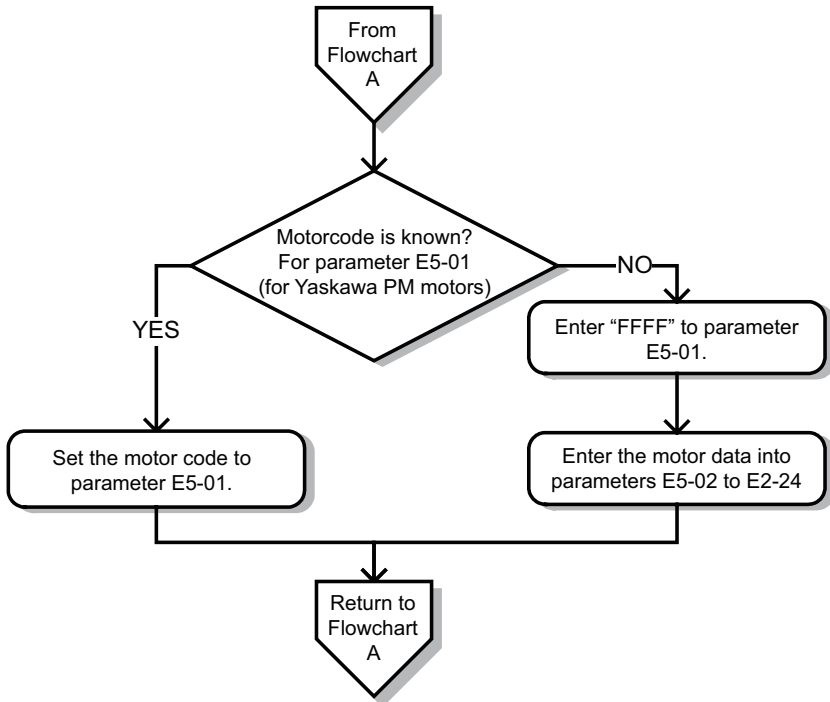 From
Flowchart
A
Motorcode is known?
For parameter E5-01
(for Yaskawa PM motors)
YES
NO
Set the motor code to
parameter E5-01.
Enter “FFFF” to parameter
E5-01.
Enter the motor data into
parameters E5-02 to E2-24
Return to
Flowchart
A